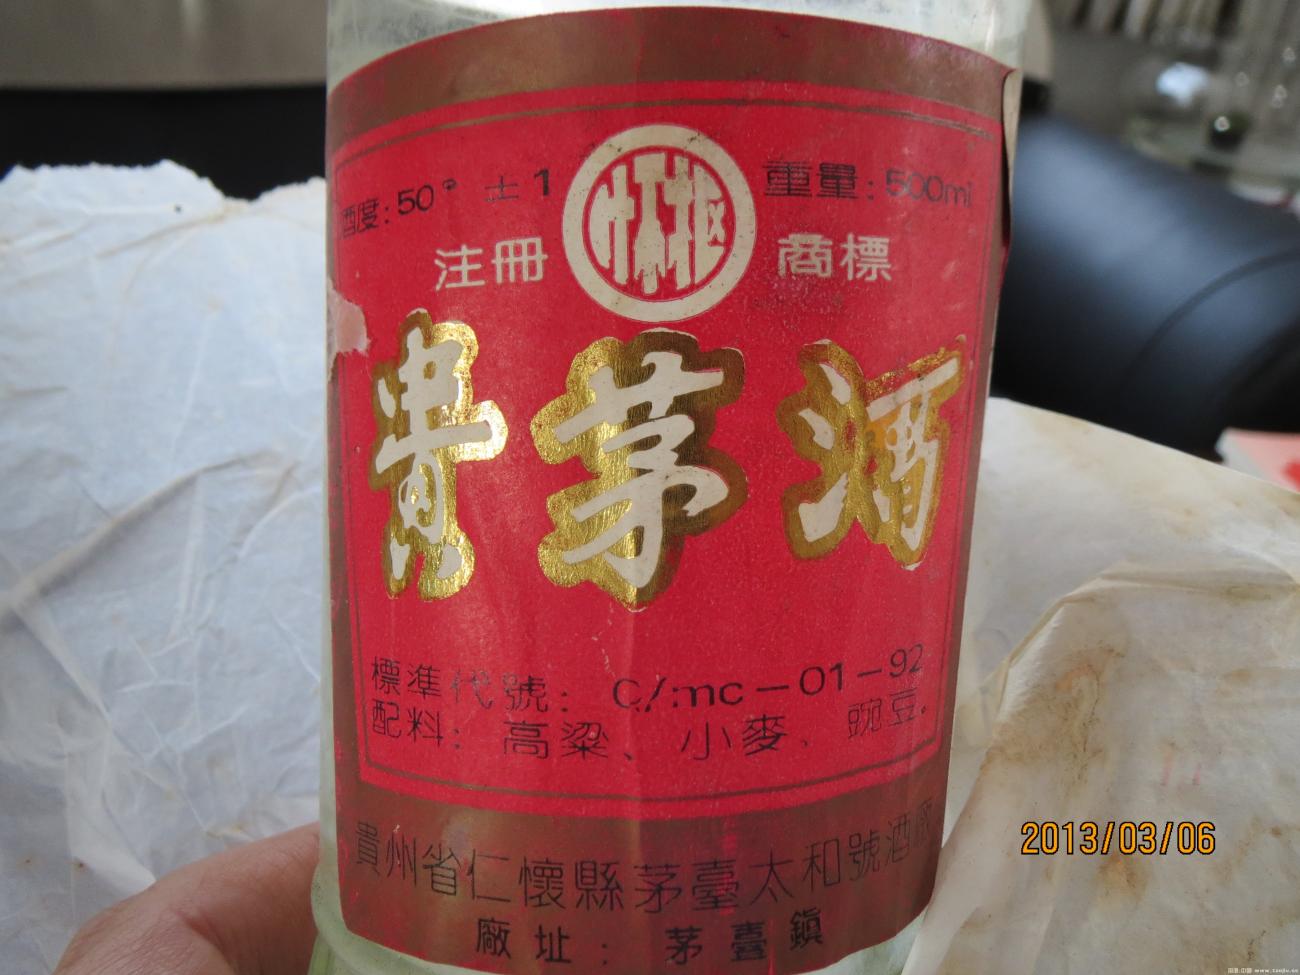 酒度:50° ±1
重量:500ml
注冊
商標
貴茅酒
標準代號: Q/mc-01-92
配料: 高粱、小麥、豌豆.
貴州省仁懷縣茅臺太和號酒廠
廠址: 茅臺鎮
2013/03/06